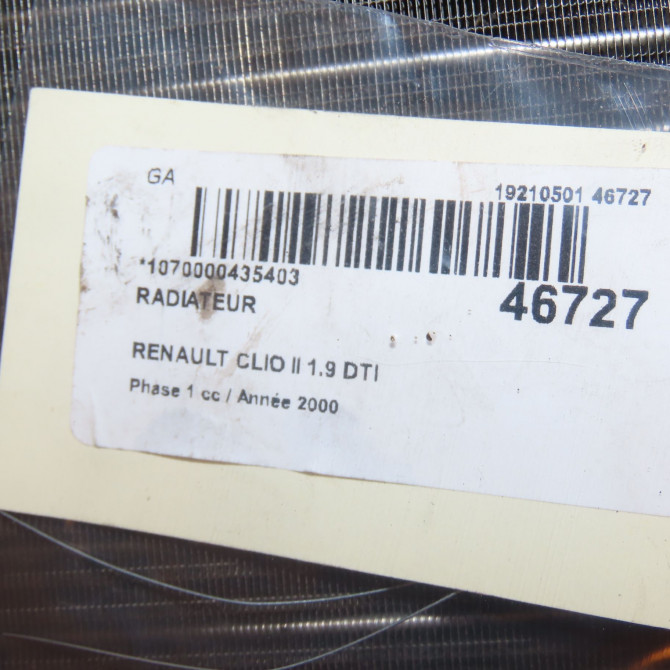 GA
19210501 46727
*1070000435403
RADIATEUR
46727
RENAULT CLIO II 1.9 DTI
Phase 1 cc / Année 2000